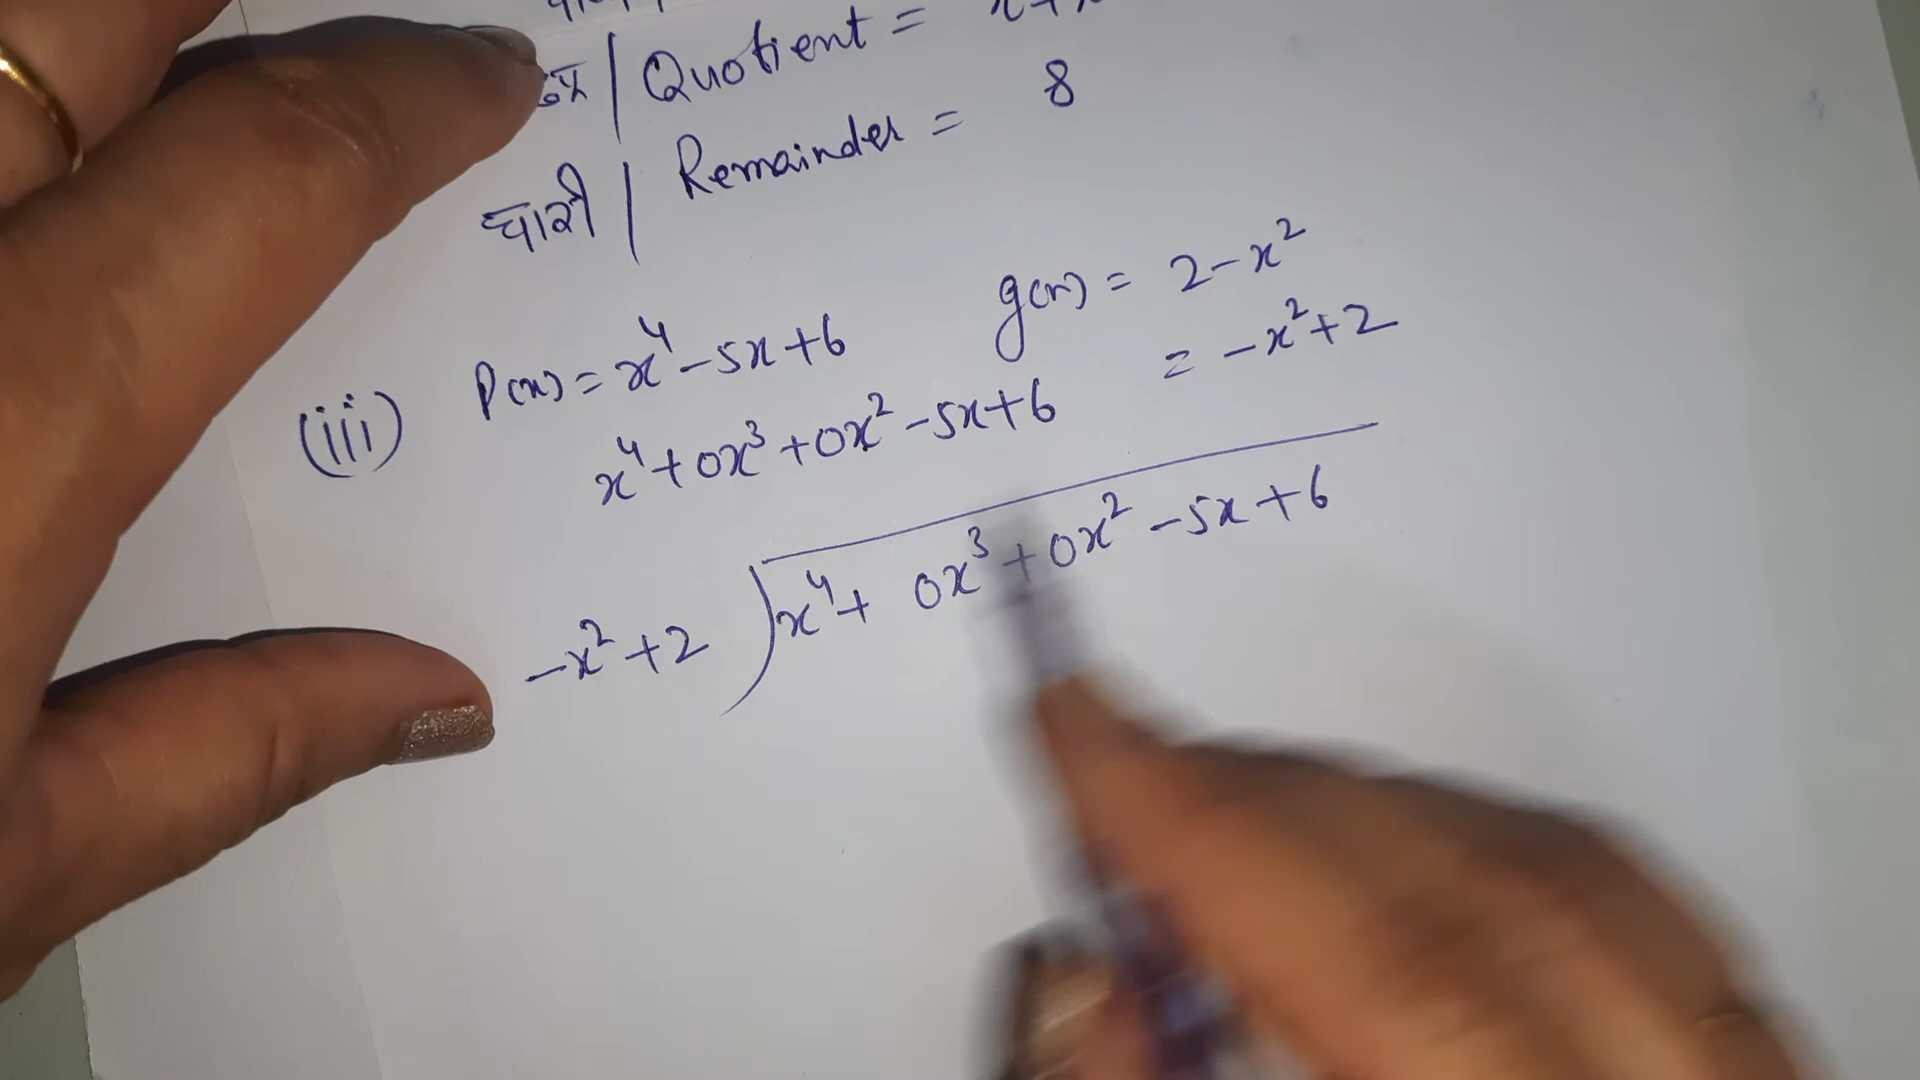 / Quotient =
/ Remainder = 8
(iii) P(x) = x⁴ - 5x + 6 g(x) = 2 - x²
x⁴ + 0x³ + 0x² - 5x + 6 = -x² + 2
-x² + 2 ) x⁴ + 0x³ + 0x² - 5x + 6